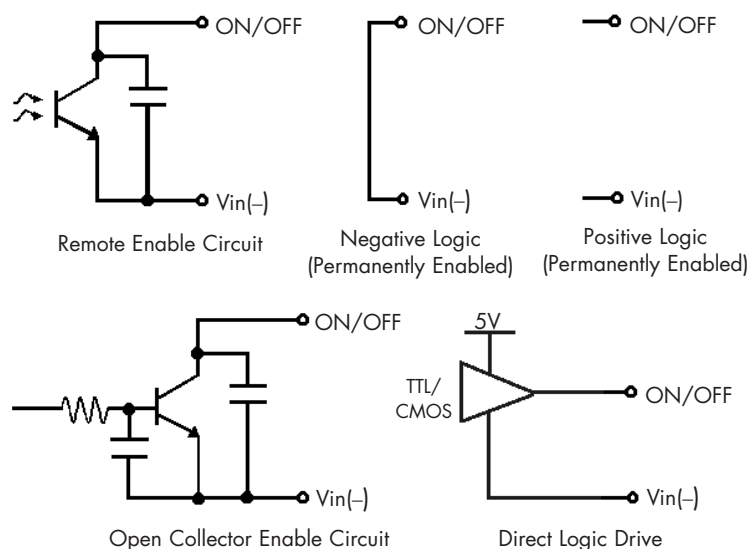 ON/OFF
Vin(–)
Remote Enable Circuit
ON/OFF
Vin(–)
Negative Logic
(Permanently Enabled)
ON/OFF
Vin(–)
Positive Logic
(Permanently Enabled)
ON/OFF
Vin(–)
Open Collector Enable Circuit
5V
TTL/
CMOS
ON/OFF
Vin(–)
Direct Logic Drive